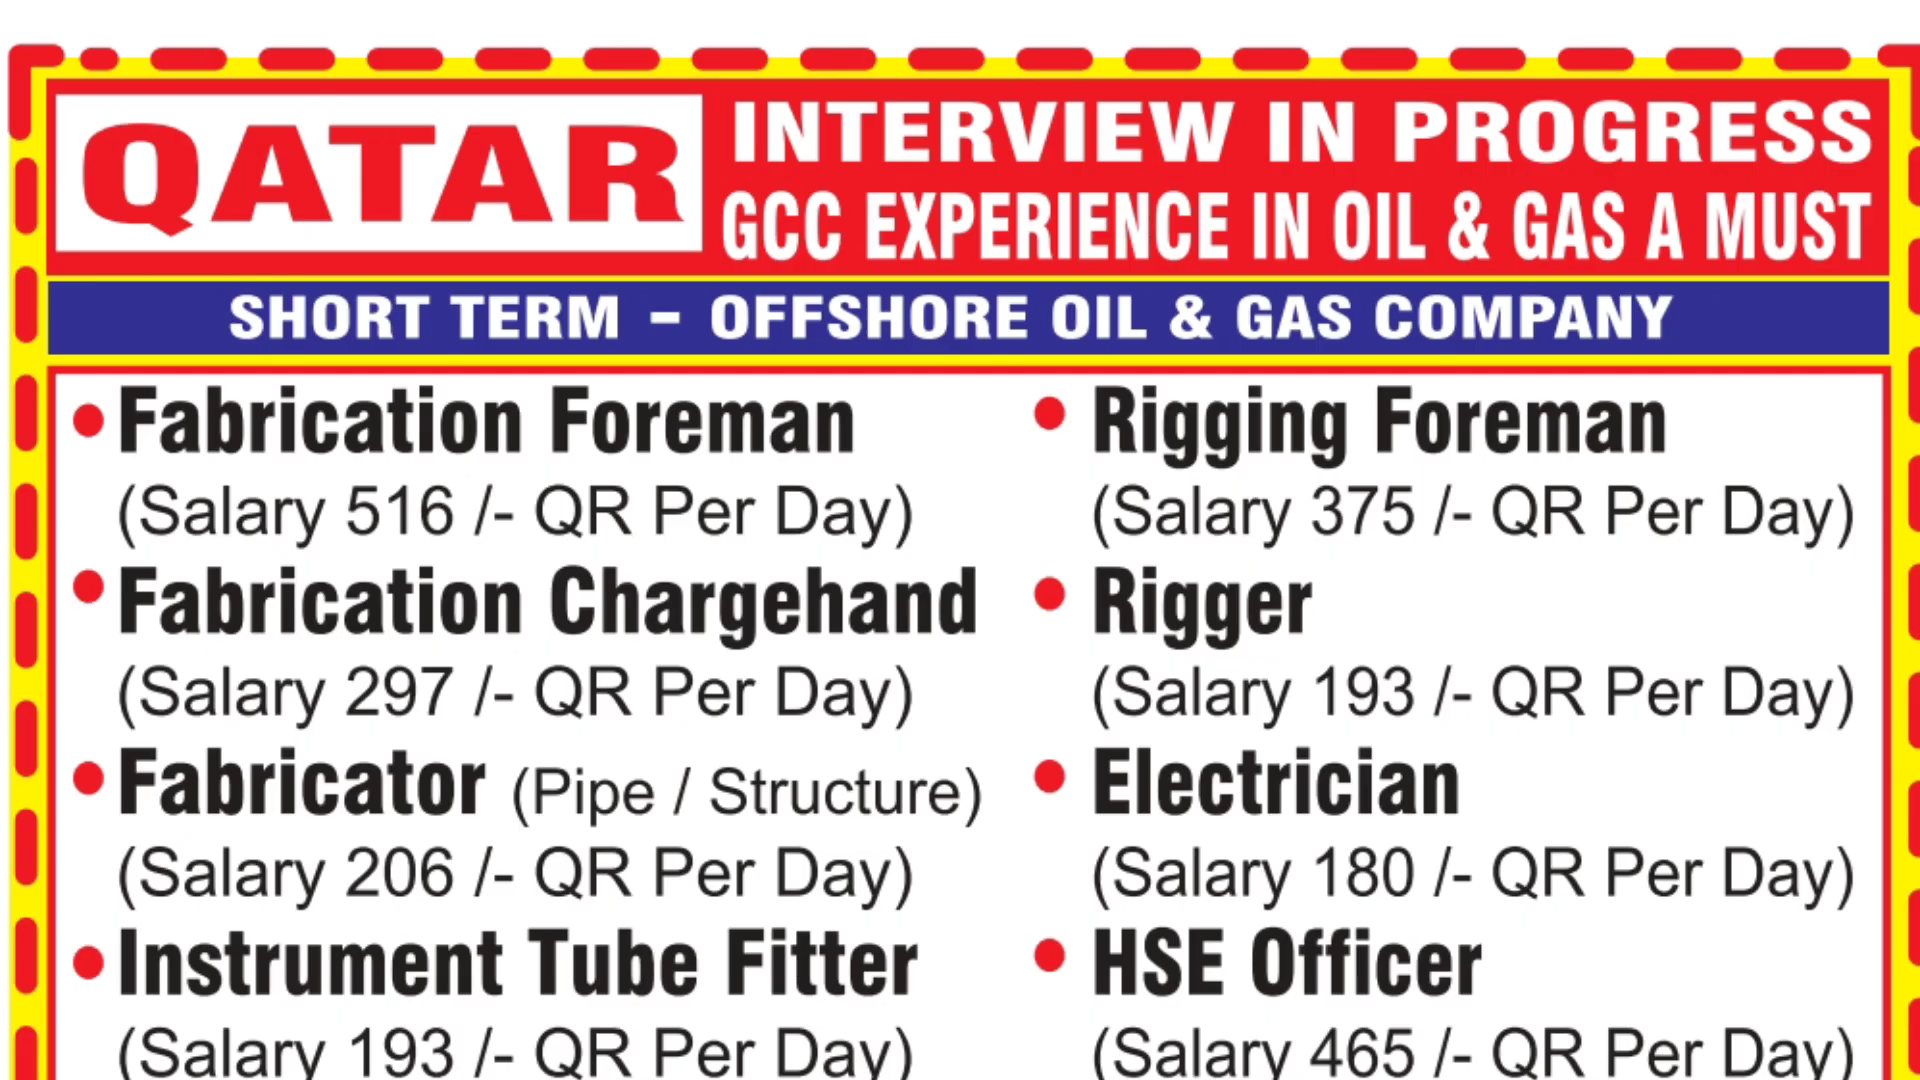 QATAR
INTERVIEW IN PROGRESS
GCC EXPERIENCE IN OIL & GAS A MUST
SHORT TERM - OFFSHORE OIL & GAS COMPANY
• Fabrication Foreman
(Salary 516 /- QR Per Day)
• Fabrication Chargehand
(Salary 297 /- QR Per Day)
• Fabricator (Pipe / Structure)
(Salary 206 /- QR Per Day)
• Instrument Tube Fitter
(Salary 193 /- QR Per Day)
• Rigging Foreman
(Salary 375 /- QR Per Day)
• Rigger
(Salary 193 /- QR Per Day)
• Electrician
(Salary 180 /- QR Per Day)
• HSE Officer
(Salary 465 /- QR Per Day)